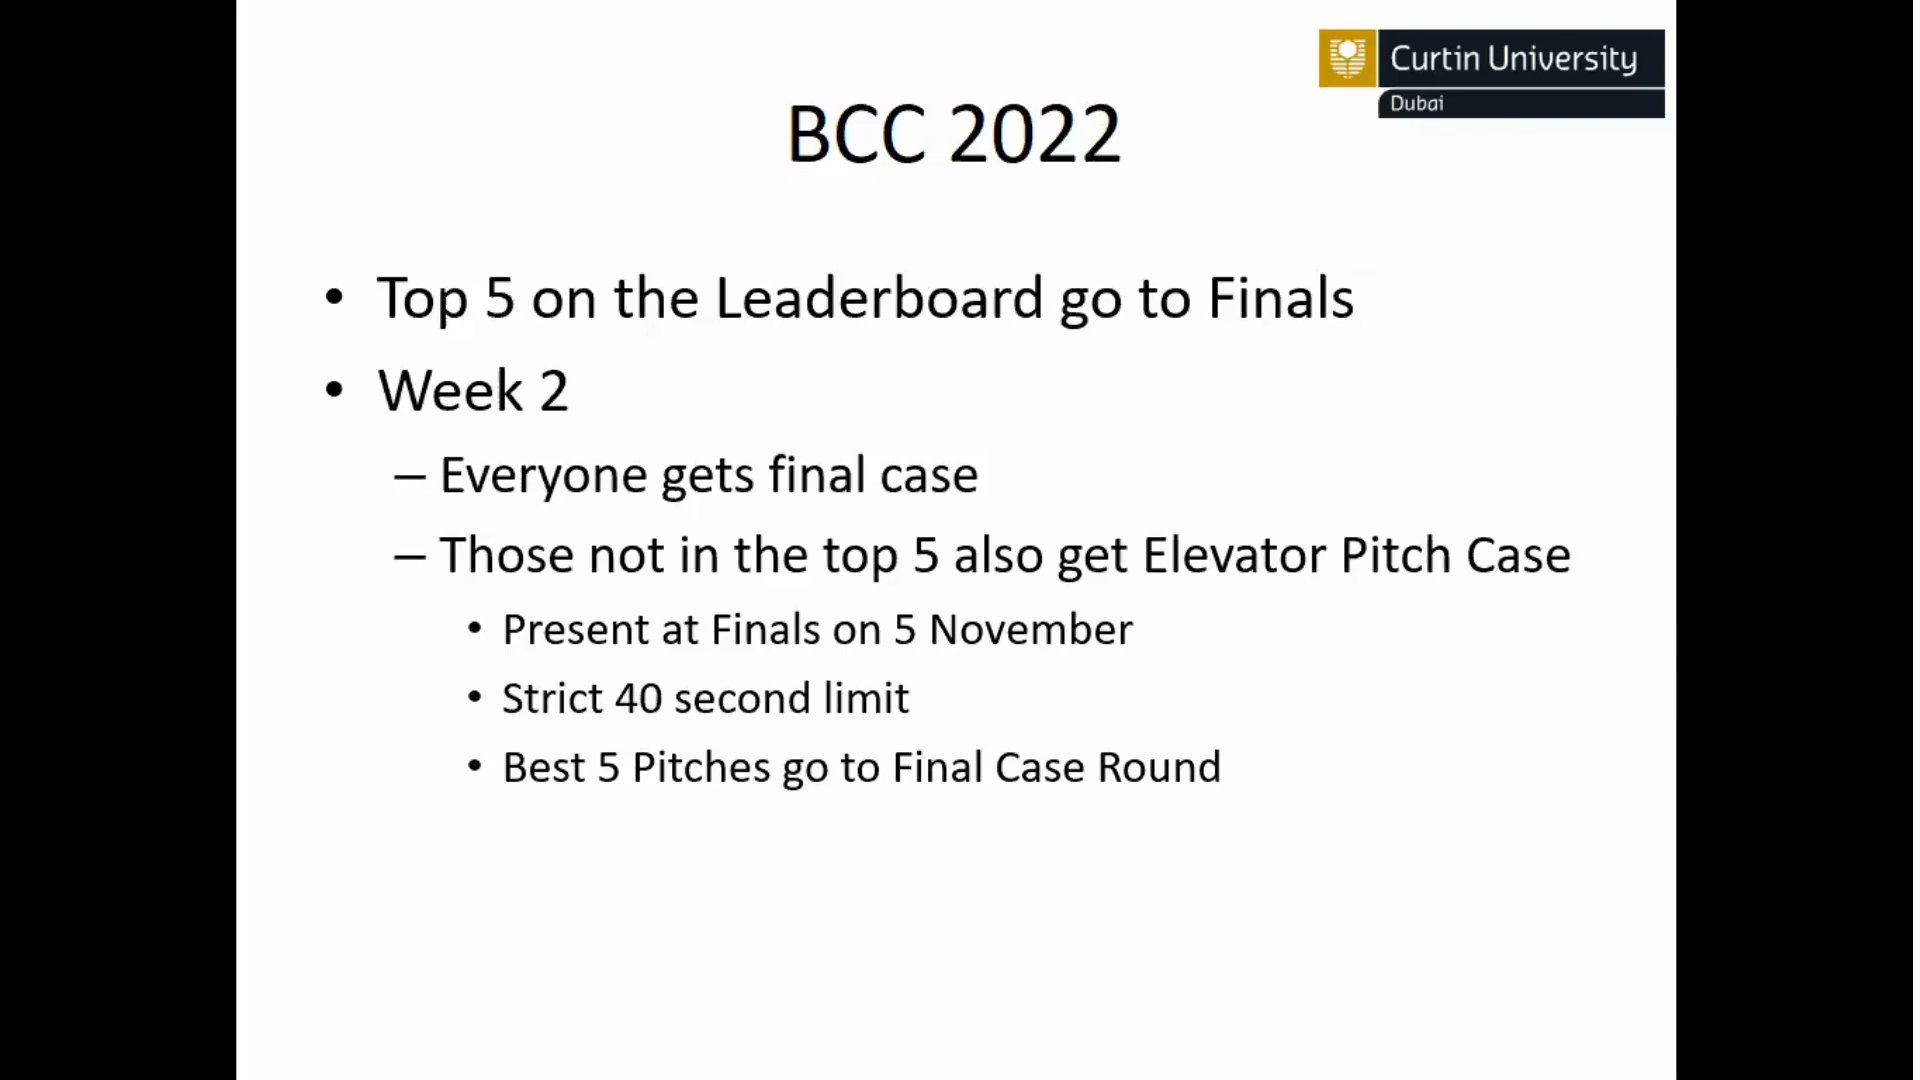 Curtin University
Dubai
BCC 2022
• Top 5 on the Leaderboard go to Finals
• Week 2
– Everyone gets final case
– Those not in the top 5 also get Elevator Pitch Case
• Present at Finals on 5 November
• Strict 40 second limit
• Best 5 Pitches go to Final Case Round